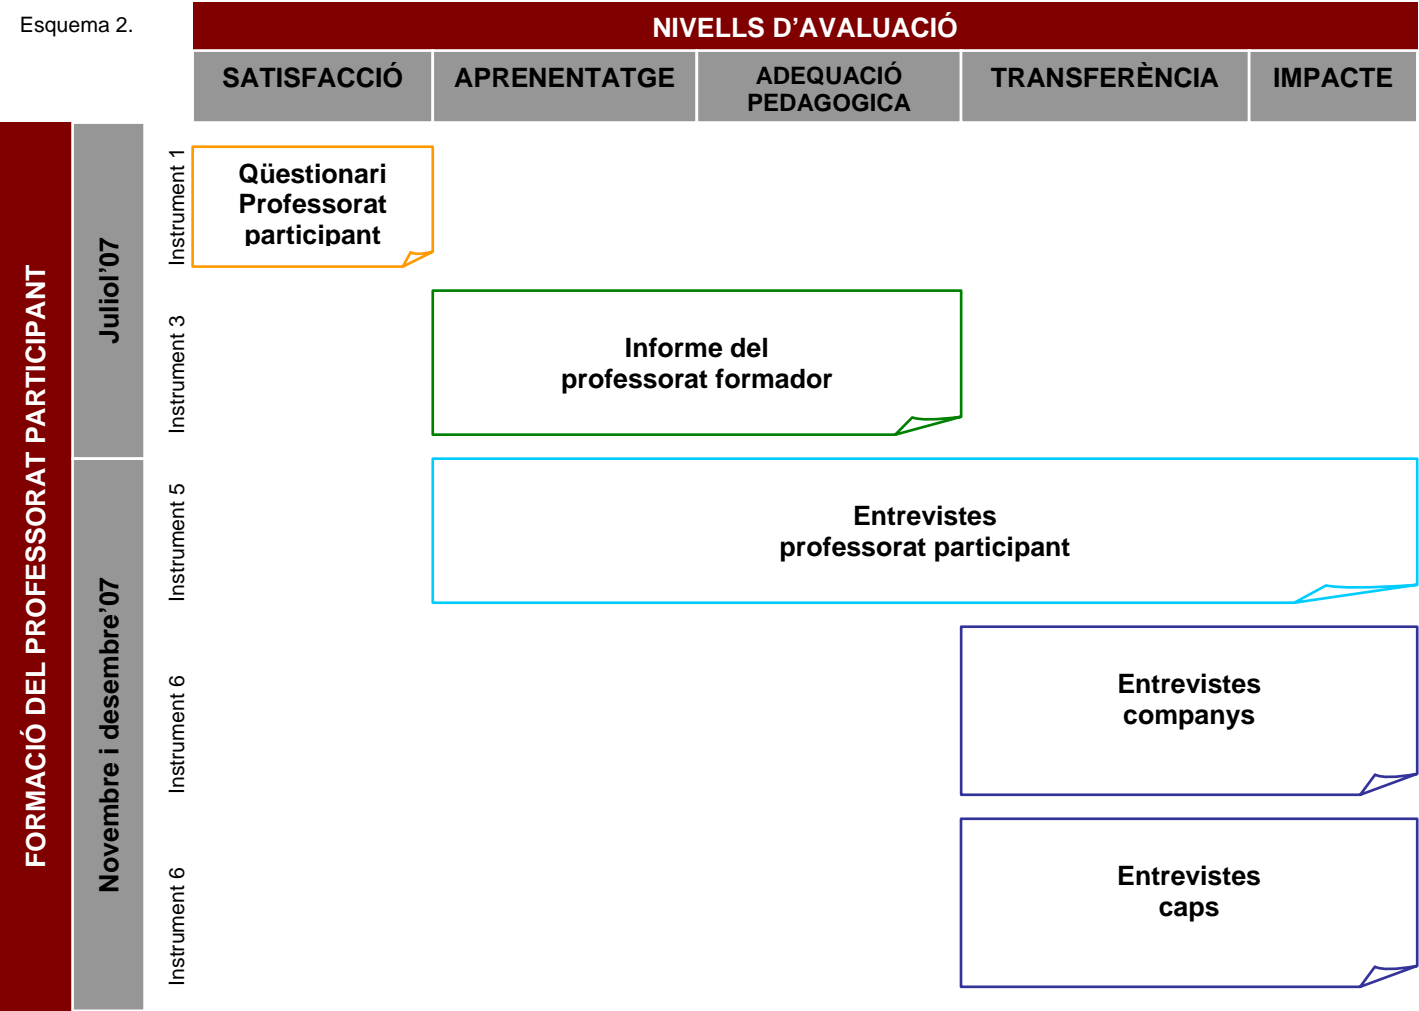 Esquema 2.
NIVELLS D’AVALUACIÓ
SATISFACCIÓ
APRENENTATGE
ADEQUACIÓ
PEDAGOGICA
TRANSFERÈNCIA
IMPACTE
FORMACIÓ DEL PROFESSORAT PARTICIPANT
Juliol’07
Instrument 1
Qüestionari
Professorat
participant
Instrument 3
Informe del
professorat formador
Novembre i desembre’07
Instrument 5
Entrevistes
professorat participant
Instrument 6
Entrevistes
companys
Instrument 6
Entrevistes
caps